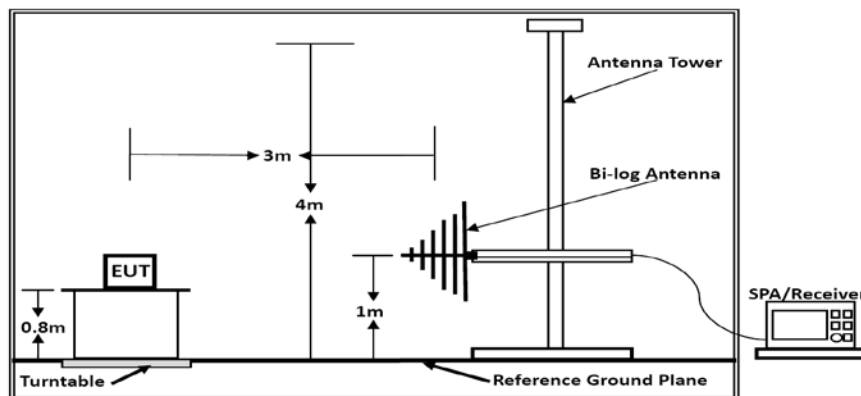 Antenna Tower
3m
Bi-log Antenna
4m
EUT
1m
SPA/Receiver
0.8m
Turntable
Reference Ground Plane